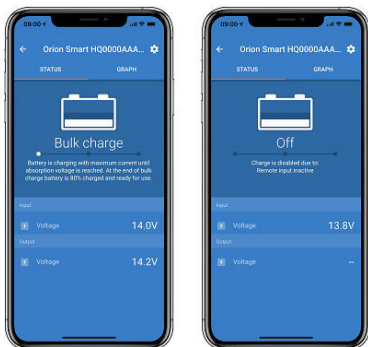 09:00
Orion Smart HQ0000AAA...
STATUS GRAPH
Bulk charge
Battery is charging with maximum current until
absorption voltage is reached. At the end of bulk
charge battery is 80% charged and ready for use.
Input
Voltage 14.0V
Output
Voltage 14.2V
09:00
Orion Smart HQ0000AAA...
STATUS GRAPH
Off
Charge is disabled due to:
Remote input inactive
Input
Voltage 13.8V
Output
Voltage --